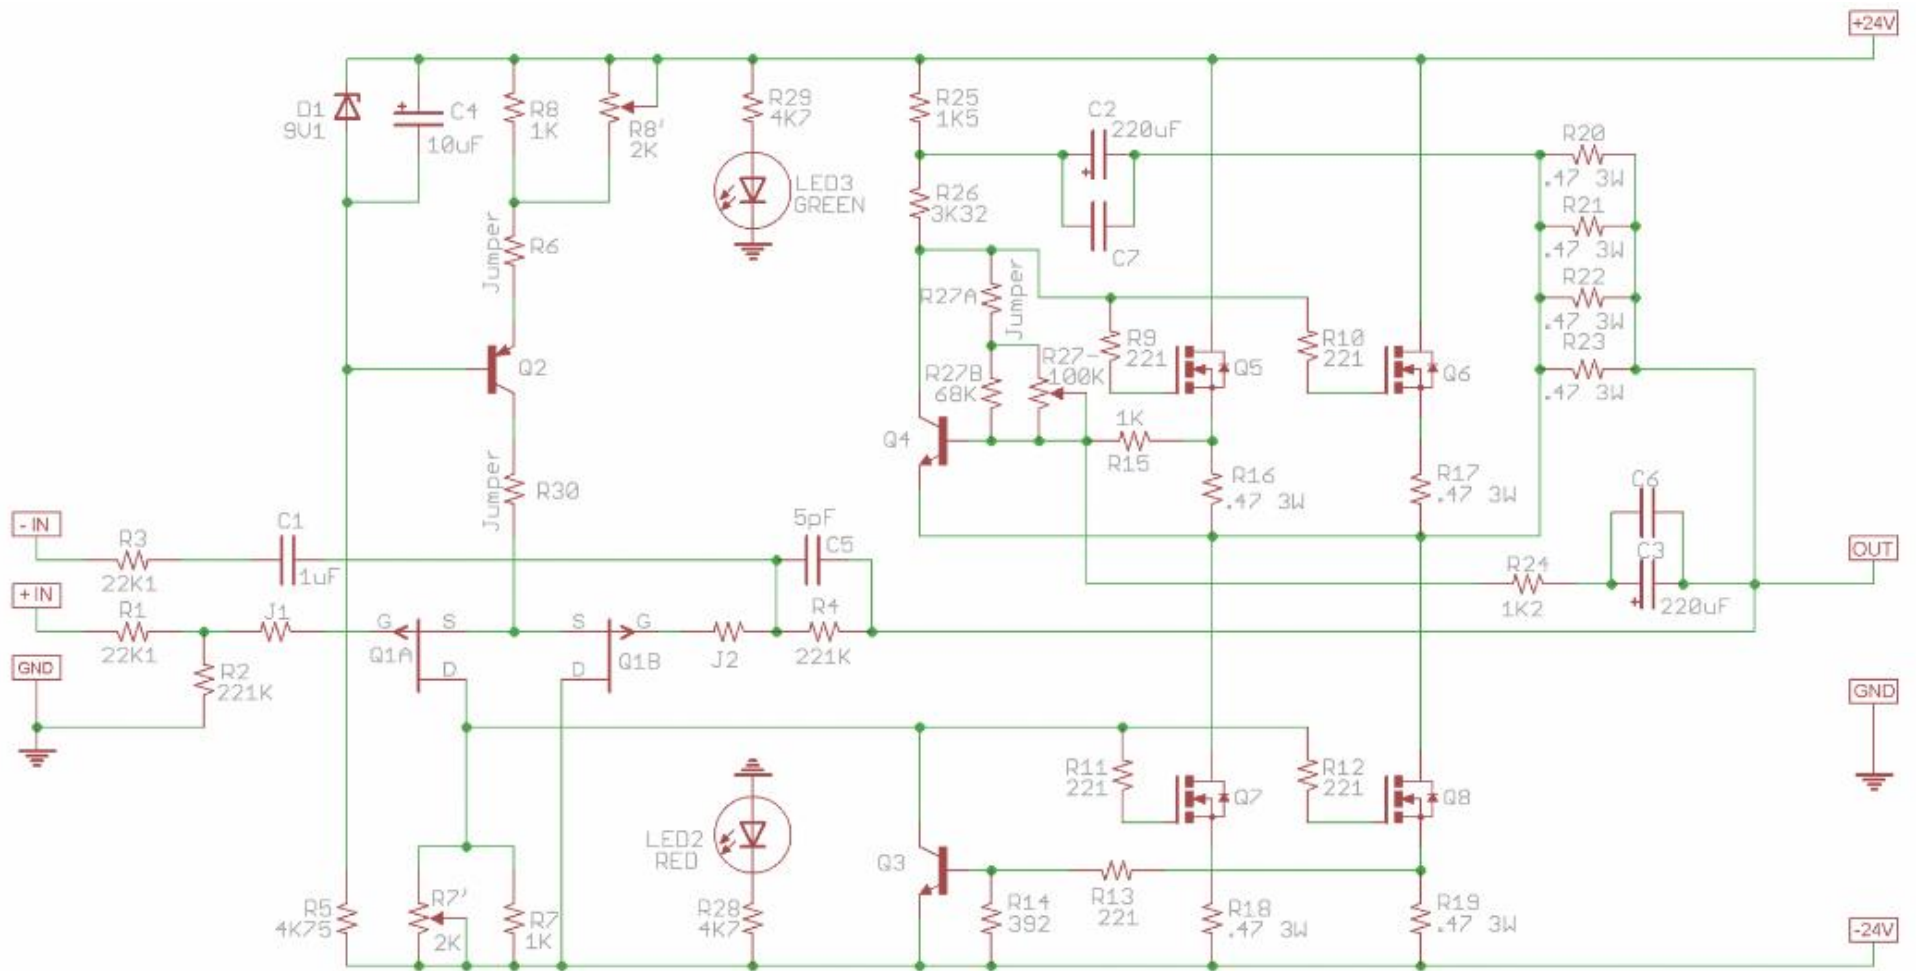 +24V
D1
9V1
C4
10uF
R8
1K
R8'
2K
R29
4K7
R25
1K5
C2
220uF
R20
.47 3W
LED3
GREEN
R26
3K32
R21
.47 3W
Jumper
R6
C7
R22
.47 3W
R27A
Jumper
R9
221
Q5
R10
221
Q6
R23
.47 3W
Q2
R27B
68K
R27-
100K
1K
R15
Q4
R16
.47 3W
R17
.47 3W
Jumper
R30
C6
- IN
R3
22K1
C1
1uF
5pF
C5
C3
220uF
OUT
R24
1K2
+ IN
R1
22K1
J1
G
S
Q1A
D
S
G
Q1B
D
J2
R4
221K
GND
R2
221K
GND
R11
221
Q7
R12
221
Q8
LED2
RED
Q3
R13
221
R5
4K75
R7'
2K
R7
1K
R28
4K7
R14
392
R18
.47 3W
R19
.47 3W
-24V